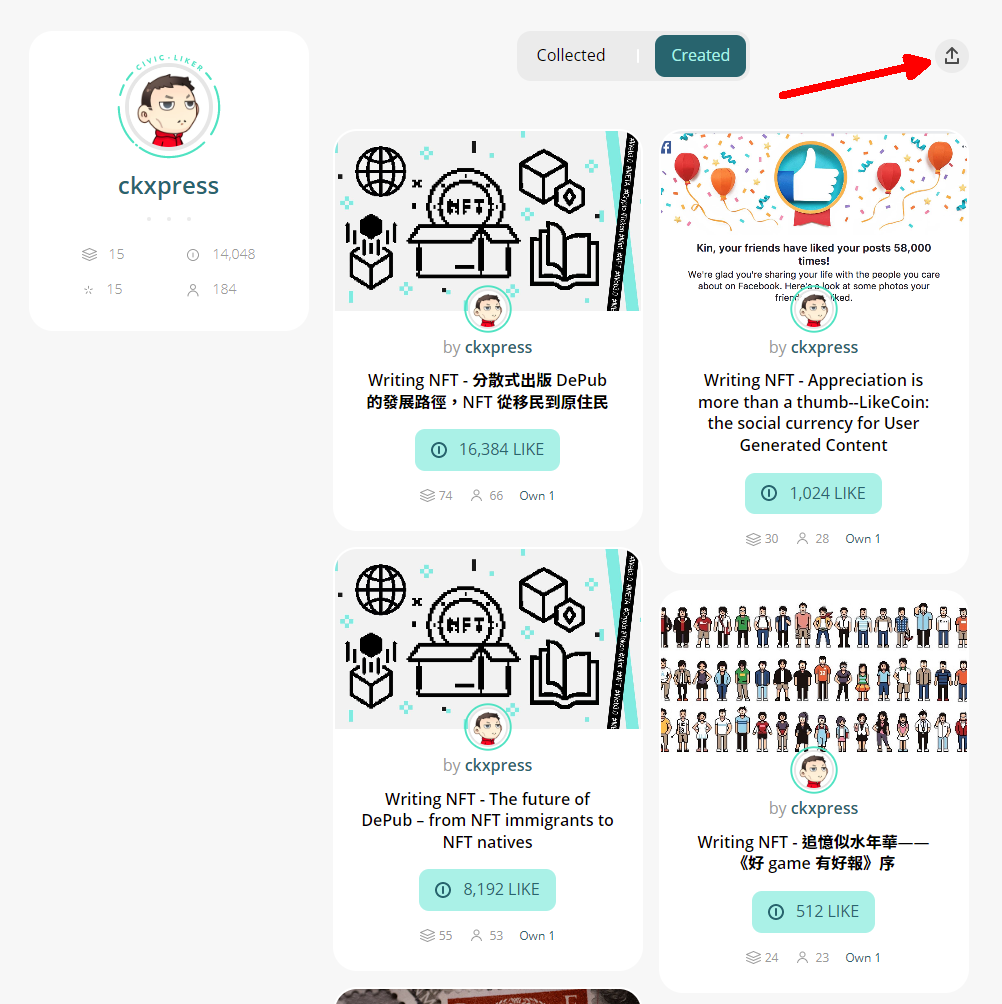 CIVIC · LIKER
ckxpress
15
14,048
15
184
Collected
Created
NFT
by ckxpress
Writing NFT - 分散式出版 DePub
的發展路徑，NFT 從移民到原住民
16,384 LIKE
74
66
Own 1
Kin, your friends have liked your posts 58,000
times!
We're glad you're sharing your life with the people you care
about on Facebook. Here's a look at some photos your
liked.
by ckxpress
Writing NFT - Appreciation is
more than a thumb--LikeCoin:
the social currency for User
Generated Content
1,024 LIKE
30
28
Own 1
NFT
by ckxpress
Writing NFT - The future of
DePub – from NFT immigrants to
NFT natives
8,192 LIKE
55
53
Own 1
by ckxpress
Writing NFT - 追憶似水年華——
《好 game 有好報》序
512 LIKE
24
23
Own 1